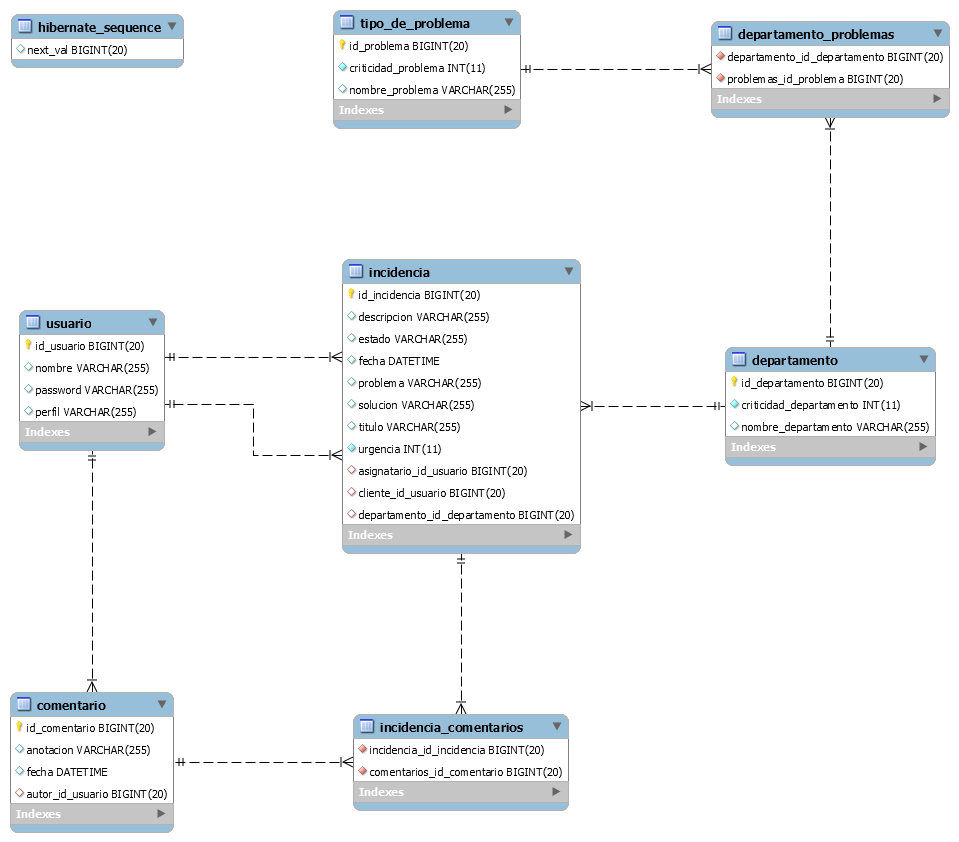 hibernate_sequence
next_val BIGINT(20)
tipo_de_problema
id_problema BIGINT(20)
criticidad_problema INT(11)
nombre_problema VARCHAR(255)
Indexes
departamento_problemas
departamento_id_departamento BIGINT(20)
problemas_id_problema BIGINT(20)
Indexes
incidencia
id_incidencia BIGINT(20)
descripcion VARCHAR(255)
estado VARCHAR(255)
fecha DATETIME
problema VARCHAR(255)
solucion VARCHAR(255)
titulo VARCHAR(255)
urgencia INT(11)
asignatario_id_usuario BIGINT(20)
cliente_id_usuario BIGINT(20)
departamento_id_departamento BIGINT(20)
Indexes
usuario
id_usuario BIGINT(20)
nombre VARCHAR(255)
password VARCHAR(255)
perfil VARCHAR(255)
Indexes
departamento
id_departamento BIGINT(20)
criticidad_departamento INT(11)
nombre_departamento VARCHAR(255)
Indexes
comentario
id_comentario BIGINT(20)
anotacion VARCHAR(255)
fecha DATETIME
autor_id_usuario BIGINT(20)
Indexes
incidencia_comentarios
incidencia_id_incidencia BIGINT(20)
comentarios_id_comentario BIGINT(20)
Indexes